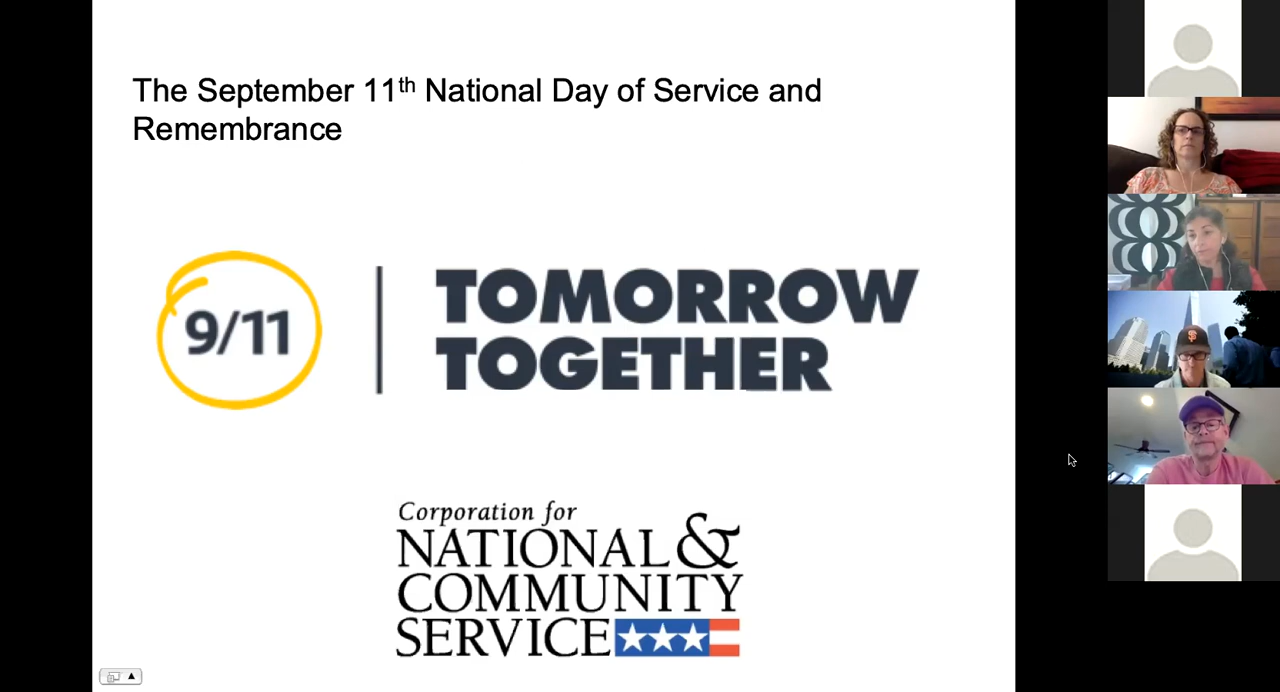 The September 11th National Day of Service and
Remembrance
9/11
TOMORROW
TOGETHER
Corporation for
NATIONAL &
COMMUNITY
SERVICE